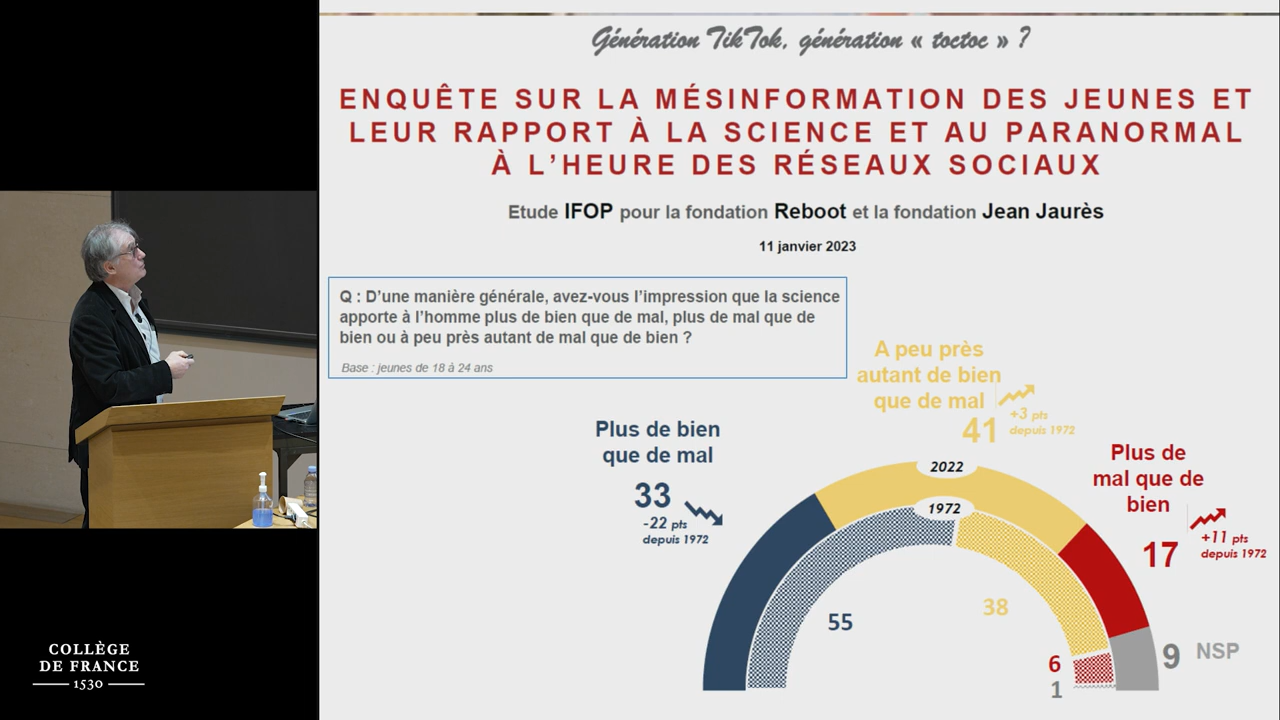 Génération TikTok, génération « toctoc » ?
ENQUÊTE SUR LA MÉSINFORMATION DES JEUNES ET
LEUR RAPPORT À LA SCIENCE ET AU PARANORMAL
À L’HEURE DES RÉSEAUX SOCIAUX
Etude IFOP pour la fondation Reboot et la fondation Jean Jaurès
11 janvier 2023
Q : D’une manière générale, avez-vous l’impression que la science
apporte à l’homme plus de bien que de mal, plus de mal que de
bien ou à peu près autant de mal que de bien ?
Base : jeunes de 18 à 24 ans
Plus de bien
que de mal
33
-22 pts
depuis 1972
A peu près
autant de bien
que de mal
41
+3 pts
depuis 1972
Plus de
mal que de
bien
17
+11 pts
depuis 1972
2022
1972
55
38
6
1
9 NSP
COLLÈGE
DE FRANCE
1530